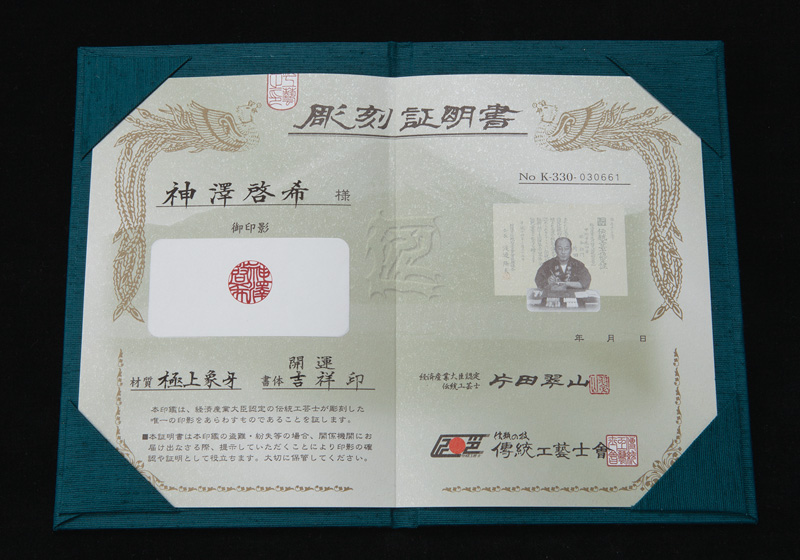 彫刻証明書
神澤啓希 様
御印影
神澤啓希
材質 極上象牙 書体 開運吉祥印
本印鑑は、経済産業大臣認定の伝統工芸士が彫刻した
唯一の印影をあらわすものであることを証します。
■本証明書は本印鑑の盗難・紛失等の場合、関係機関にお
届け出なさる際、提示していただくことにより印影の確
認や証明として役立ちます。大切に保管してください。
No K-330-030661
年 月 日
経済産業大臣認定
伝統工芸士 片田翠山
伝統の技
傳統工藝士會